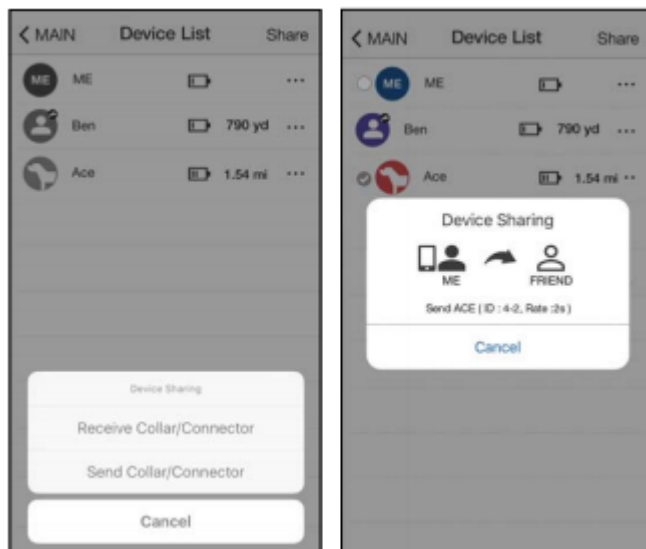 < MAIN Device List Share
ME ME ...
Ben 790 yd ...
Ace 1.54 mi ...
Device Sharing
Receive Collar/Connector
Send Collar/Connector
Cancel
< MAIN Device List Share
ME ME ...
Ben 790 yd ...
Ace 1.54 mi ..
Device Sharing
ME FRIEND
Send ACE ( ID : 4-2, Rate :2s )
Cancel